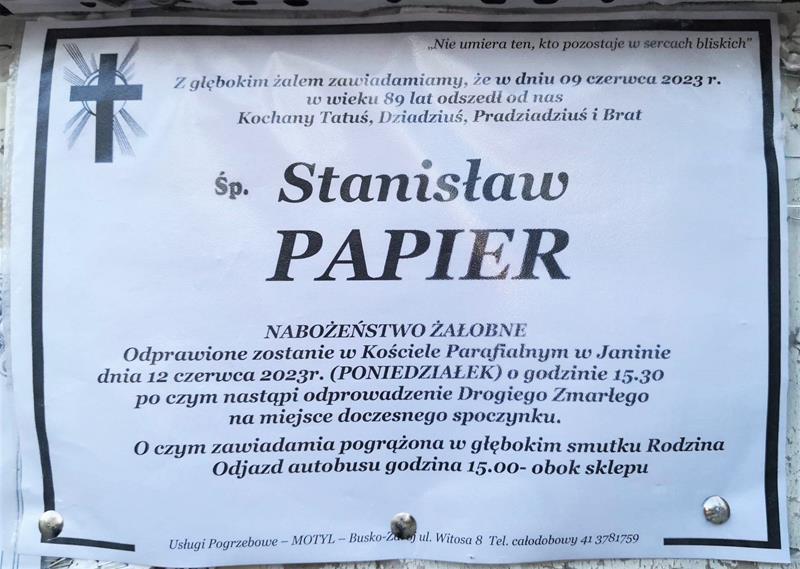 „Nie umiera ten, kto pozostaje w sercach bliskich"
Z głębokim żalem zawiadamiamy, że w dniu 09 czerwca 2023 r.
w wieku 89 lat odszedł od nas
Kochany Tatuś, Dziadziuś, Pradziadziuś i Brat
Śp. Stanisław
PAPIER
NABOŻEŃSTWO ŻAŁOBNE
Odprawione zostanie w Kościele Parafialnym w Janinie
dnia 12 czerwca 2023r. (PONIEDZIAŁEK) o godzinie 15.30
po czym nastąpi odprowadzenie Drogiego Zmarłego
na miejsce doczesnego spoczynku.
O czym zawiadamia pogrążona w głębokim smutku Rodzina
Odjazd autobusu godzina 15.00- obok sklepu
Usługi Pogrzebowe – MOTYL – Busko-Zdrój ul. Witosa 8 Tel. całodobowy 41 3781759